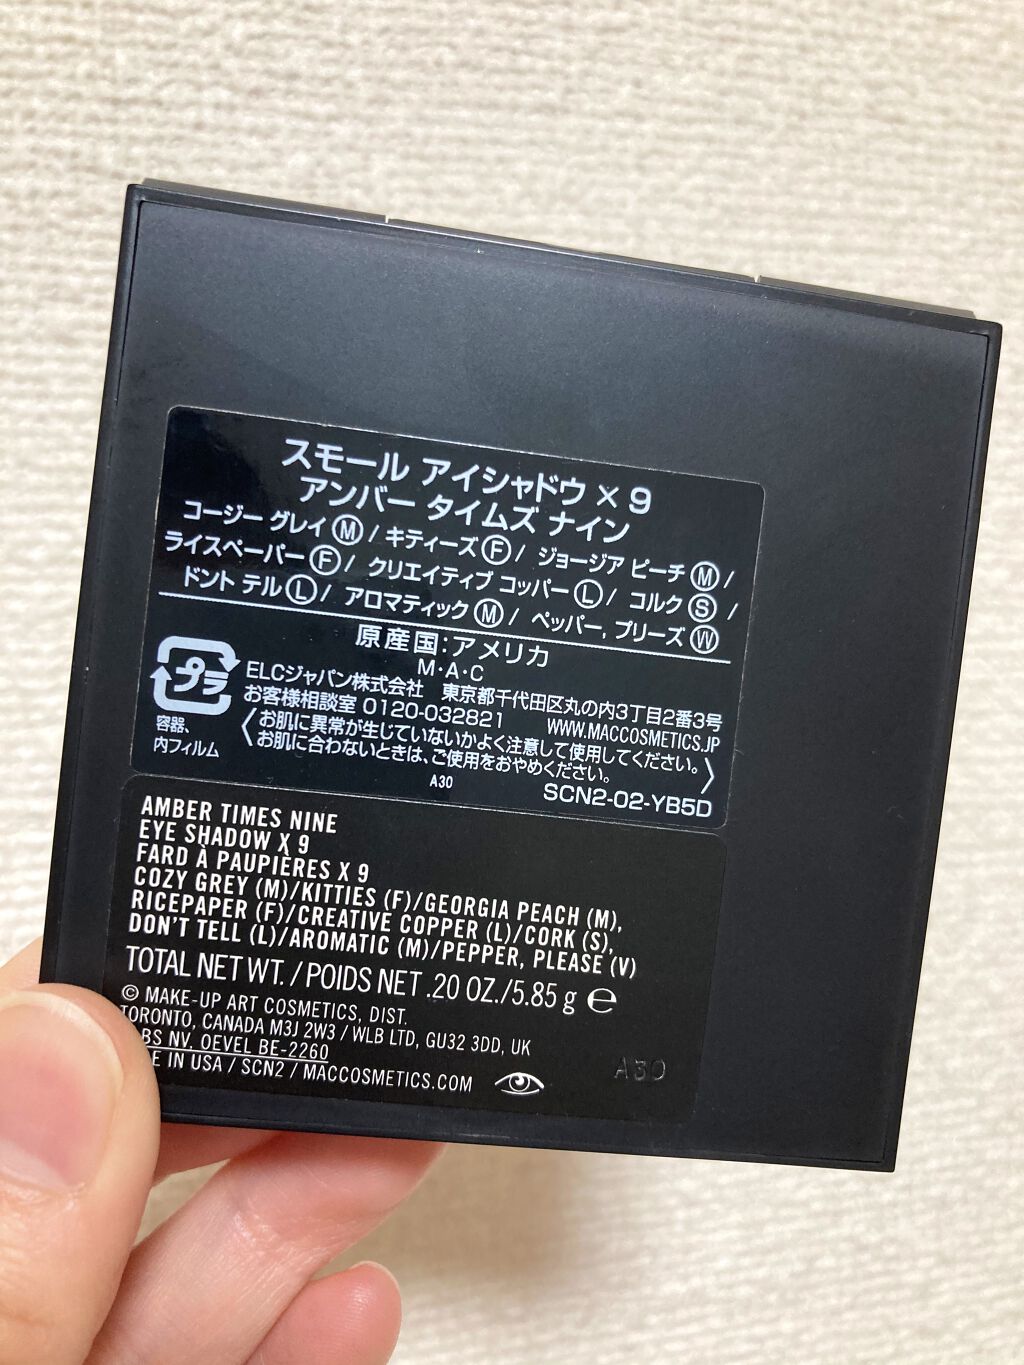 スモール アイシャドウ × 9
アンバー タイムズ ナイン
コージー グレイ Ⓜ / キティーズ Ⓕ / ジョージア ピーチ Ⓜ /
ライスペーパー Ⓕ / クリエイティブ コッパー Ⓛ / コルク Ⓢ /
ドント テル Ⓛ / アロマティック Ⓜ / ペッパー, プリーズ Ⓦ
原産国:アメリカ
M・A・C
ELCジャパン株式会社 東京都千代田区丸の内3丁目2番3号
お客様相談室 0120-032821 WWW.MACCOSMETICS.JP
〈お肌に異常が生じていないかよく注意して使用してください。
お肌に合わないときは、ご使用をおやめください。〉
プラ
容器、
内フィルム
A30
SCN2-02-YB5D
AMBER TIMES NINE
EYE SHADOW X 9
FARD À PAUPIÈRES X 9
COZY GREY (M)/KITTIES (F)/GEORGIA PEACH (M),
RICEPAPER (F)/CREATIVE COPPER (L)/CORK (S),
DON'T TELL (L)/AROMATIC (M)/PEPPER, PLEASE (V)
TOTAL NET WT. / POIDS NET .20 OZ./5.85 g ℮
© MAKE-UP ART COSMETICS, DIST.
TORONTO, CANADA M3J 2W3 / WLB LTD, GU32 3DD, UK
BS NV. OEVEL BE-2260
E IN USA / SCN2 / MACCOSMETICS.COM
A30